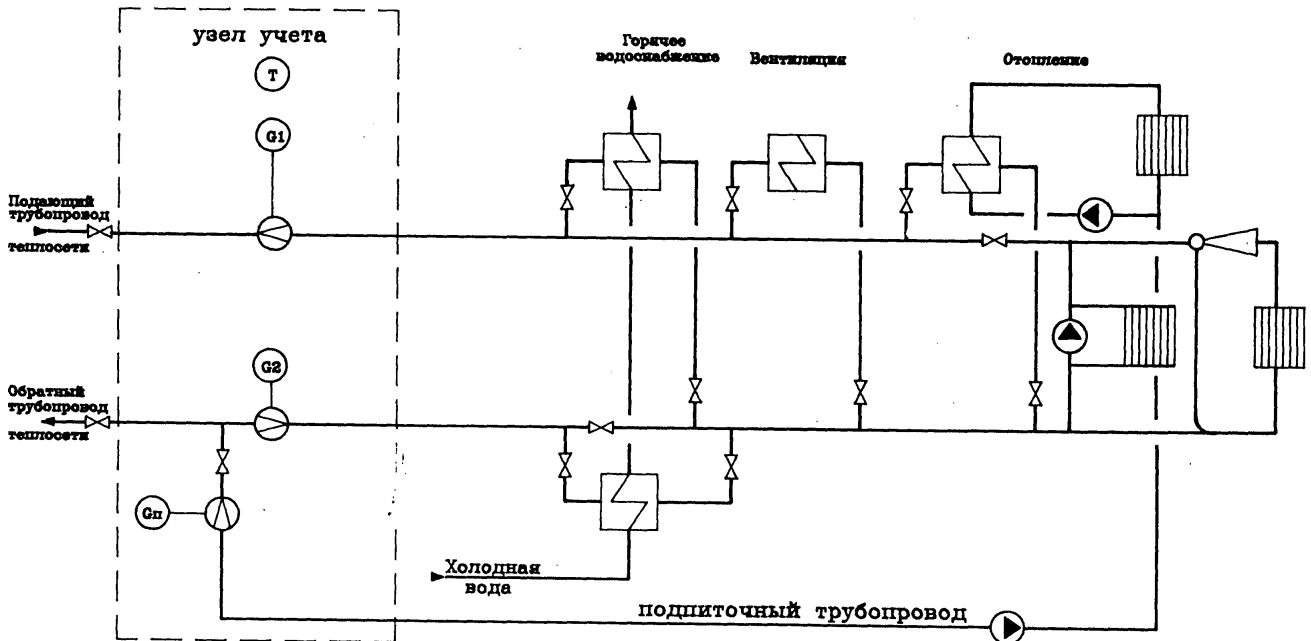 узел учета
T
G1
Горячее
водоснабжение
Вентиляция
Отопление
Подающий
трубопровод
теплосети
G2
Обратный
трубопровод
теплосети
Gп
Холодная
вода
подпиточный трубопровод